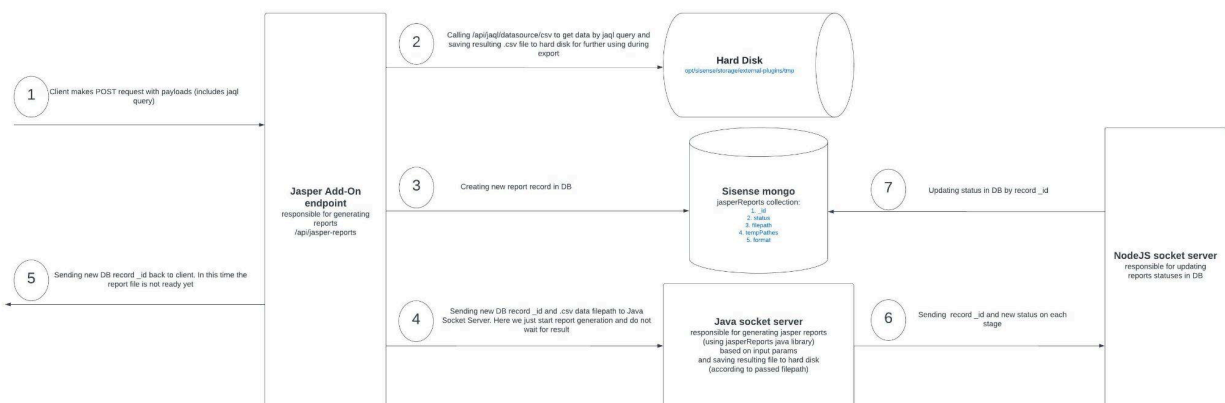 1
Client makes POST request with payloads (includes jaql
query)
Jasper Add-On
endpoint
responsible for generating
reports
/api/jasper-reports
2
Calling /api/jaql/datasource/csv to get data by jaql query and
saving resulting .csv file to hard disk for further using during
export
Hard Disk
opt/sisense/storage/external-plugins/tmp
3
Creating new report record in DB
Sisense mongo
jasperReports collection:
1. _id
2. status
3. filepath
4. tempPathes
5. format
7
Updating status in DB by record _id
NodeJS socket server
responsible for updating
reports statuses in DB
5
Sending new DB record _id back to client. In this time the
report file is not ready yet
4
Sending new DB record _id and .csv data filepath to Java
Socket Server. Here we just start report generation and do not
wait for result
Java socket server
responsible for generating jasper reports
(using jasperReports java library)
based on input params
and saving resulting file to hard disk
(according to passed filepath)
6
Sending record _id and new status on each
stage